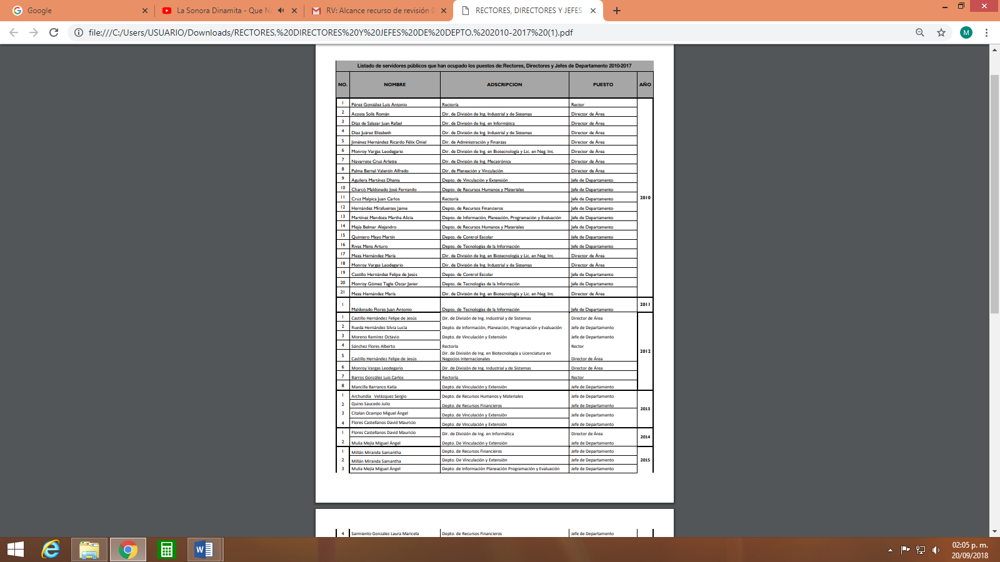 Google
La Sonora Dinamita - Que N
RV: Alcance recurso de revisión 0
RECTORES, DIRECTORES Y JEFES
file:///C:/Users/USUARIO/Downloads/RECTORES,%20DIRECTORES%20Y%20JEFES%20DE%20DEPTO.%202010-2017%20(1).pdf
M
Listado de servidores públicos que han ocupado los puestos de:Rectores, Directores y Jefes de Departamento 2010-2017
NO. NOMBRE ADSCRIPCION PUESTO AÑO
1 Pérez González Luis Antonio Rectoría Rector
2 Acosta Solís Román Dir. de División de Ing. Industrial y de Sistemas Director de Área
3 Díaz de Salazar Juan Rafael Dir. de División de Ing. en Informática Director de Área
4 Díaz Juárez Elizabeth Dir. de División de Ing. Industrial y de Sistemas Director de Área
5 Jiménez Hernández Ricardo Félix Oniel Dir. de Administración y Finanzas Director de Área
6 Monroy Vargas Leodegario Dir. de División de Ing. en Biotecnología y Lic. en Neg. Int. Director de Área
7 Navarrete Cruz Arlette Dir. de División de Ing. Mecatrónica Director de Área
8 Palma Bernal Valentín Alfredo Dir. de Planeación y Vinculación Director de Área
9 Aguilera Martínez Dhania Depto. de Vinculación y Extensión Jefe de Departamento
10 Charcó Maldonado José Fernando Depto. de Recursos Humanos y Materiales Jefe de Departamento
11 Cruz Malpica Juan Carlos Rectoría Jefe de Departamento 2010
12 Hernández Mirafuentes Jaime Depto. de Recursos Financieros Jefe de Departamento
13 Martínez Mendoza Martha Alicia Depto. de Información, Planeación, Programación y Evaluación Jefe de Departamento
14 Mejía Belmar Alejandro Depto. de Recursos Humanos y Materiales Jefe de Departamento
15 Quintero Mayo Martín Depto. de Control Escolar Jefe de Departamento
16 Rivas Mena Arturo Depto. de Tecnologías de la Información Jefe de Departamento
17 Meza Hernández María Dir. de División de Ing. en Biotecnología y Lic. en Neg. Int. Director de Área
18 Monroy Vargas Leodegario Dir. de División de Ing. Industrial y de Sistemas Director de Área
19 Castillo Hernández Felipe de Jesús Depto. de Control Escolar Jefe de Departamento
20 Monroy Gómez Tagle Oscar Javier Depto. de Tecnologías de la Información Jefe de Departamento
21 Meza Hernández María Dir. de División de Ing. en Biotecnología y Lic. en Neg. Int. Director de Área
1 Maldonado Flores Juan Antonio Depto. de Tecnologías de la Información Jefe de Departamento 2011
1 Castillo Hernández Felipe de Jesús Dir. de División de Ing. Industrial y de Sistemas Director de Área
2 Rueda Hernández Silvia Lucia Depto. de Información, Planeación, Programación y Evaluación Jefe de Departamento
3 Moreno Ramírez Octavio Depto. de Vinculación y Extensión Jefe de Departamento
4 Sánchez Flores Alberto Rectoría Rector
5 Castillo Hernández Felipe de Jesús Dir. de División de Ing. en Biotecnología y Licenciatura en
Negocios Internacionales Director de Área 2012
6 Monroy Vargas Leodegario Dir. de División de Ing. Industrial y de Sistemas Director de Área
7 Barros González Luis Carlos Rectoría Rector
8 Mancilla Barranco Katia Depto. de Vinculación y Extensión Jefe de Departamento
1 Archundia Velázquez Sergio Depto. de Recursos Humanos y Materiales Jefe de Departamento
2 Quino Saucedo Julio Depto. de Recursos Financieros Jefe de Departamento 2013
3 Citalan Ocampo Miguel Ángel Depto. de Vinculación y Extensión Jefe de Departamento
4 Flores Castellanos David Mauricio Depto. de Vinculación y Extensión Jefe de Departamento
1 Flores Castellanos David Mauricio Dir. de División de Ing. en Informática Director de Área 2014
2 Mulia Mejía Miguel Ángel Depto. De Vinculación y Extensión Jefe de Departamento
1 Millán Miranda Samantha Depto. de Recursos Financieros Jefe de Departamento
2 Millán Miranda Samantha Depto. De Vinculación y Extensión Jefe de Departamento 2015
3 Mulia Mejía Miguel Ángel Depto. de Información Planeación Programación y Evaluación Jefe de Departamento
4 Sarmiento Gonzalez Laura Maricela Depto. de Recursos Financieros Jefe de Departamento
02:05 p. m.
20/09/2018